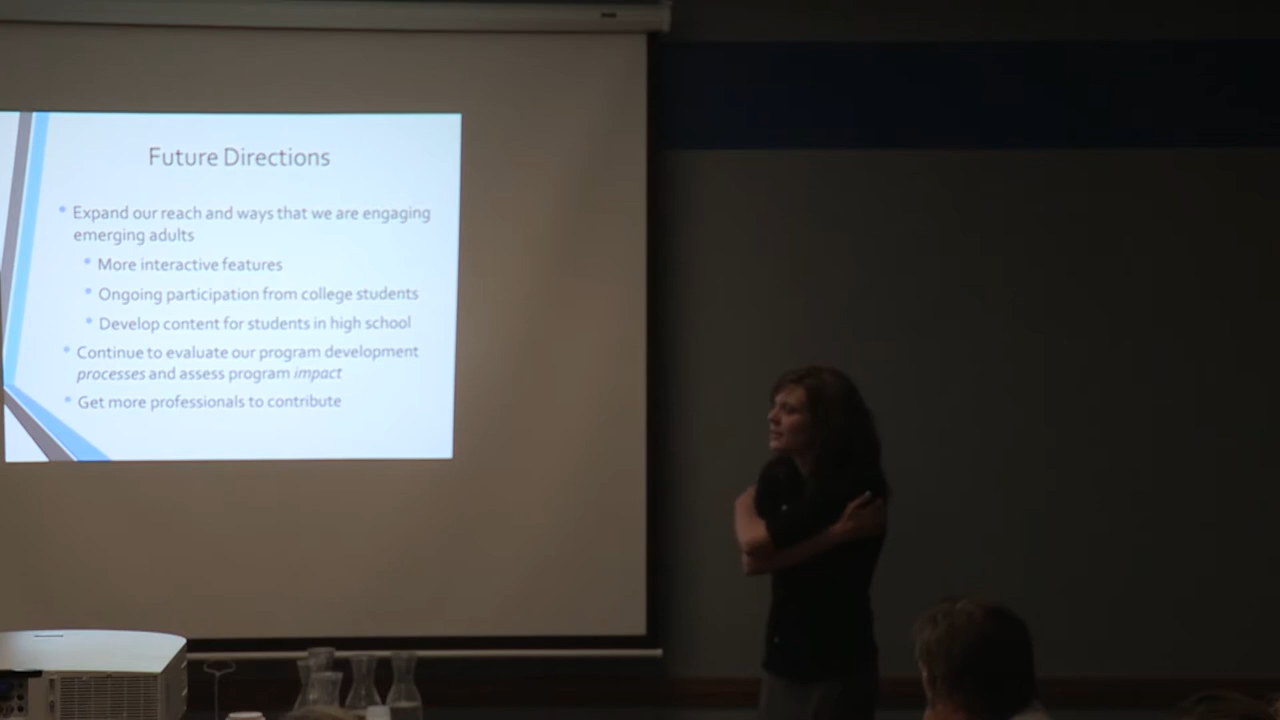 Future Directions
* Expand our reach and ways that we are engaging
emerging adults
* More interactive features
* Ongoing participation from college students
* Develop content for students in high school
* Continue to evaluate our program development
processes and assess program impact
* Get more professionals to contribute